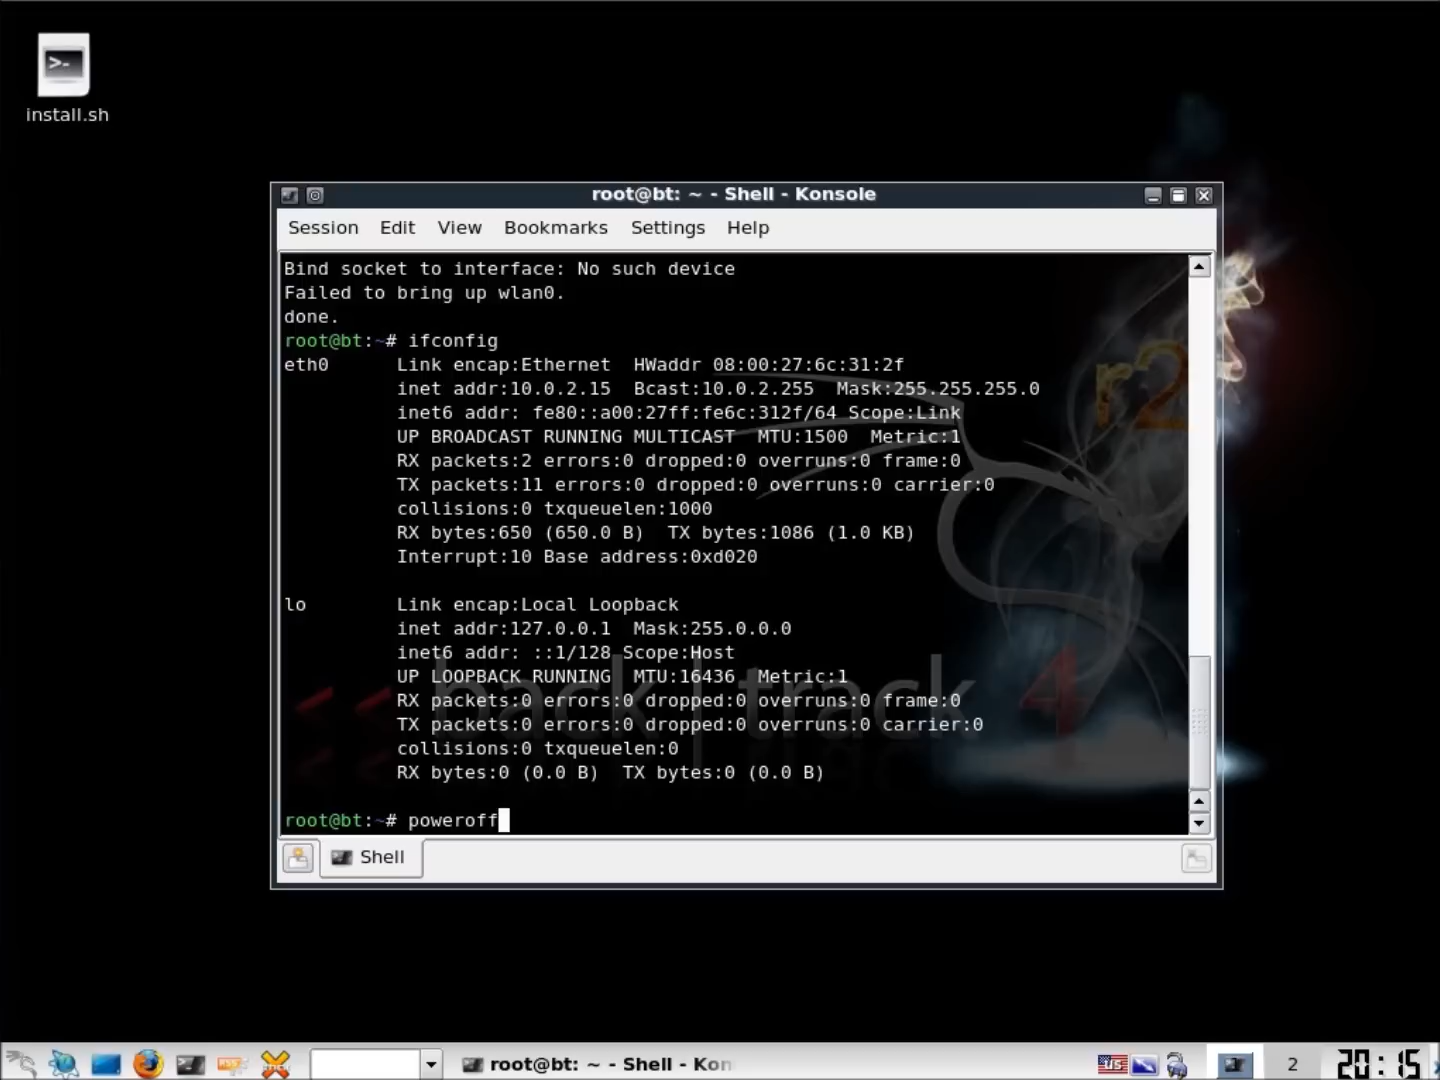 install.sh
root@bt: ~ - Shell - Konsole
Session Edit View Bookmarks Settings Help
Bind socket to interface: No such device
Failed to bring up wlan0.
done.
root@bt:~# ifconfig
eth0 Link encap:Ethernet HWaddr 08:00:27:6c:31:2f
inet addr:10.0.2.15 Bcast:10.0.2.255 Mask:255.255.255.0
inet6 addr: fe80::a00:27ff:fe6c:312f/64 Scope:Link
UP BROADCAST RUNNING MULTICAST MTU:1500 Metric:1
RX packets:2 errors:0 dropped:0 overruns:0 frame:0
TX packets:11 errors:0 dropped:0 overruns:0 carrier:0
collisions:0 txqueuelen:1000
RX bytes:650 (650.0 B) TX bytes:1086 (1.0 KB)
Interrupt:10 Base address:0xd020
lo Link encap:Local Loopback
inet addr:127.0.0.1 Mask:255.0.0.0
inet6 addr: ::1/128 Scope:Host
UP LOOPBACK RUNNING MTU:16436 Metric:1
RX packets:0 errors:0 dropped:0 overruns:0 frame:0
TX packets:0 errors:0 dropped:0 overruns:0 carrier:0
collisions:0 txqueuelen:0
RX bytes:0 (0.0 B) TX bytes:0 (0.0 B)
root@bt:~# poweroff
<< back | track 4
r2
Shell
root@bt: ~ - Shell - Kon
us
2
20:15